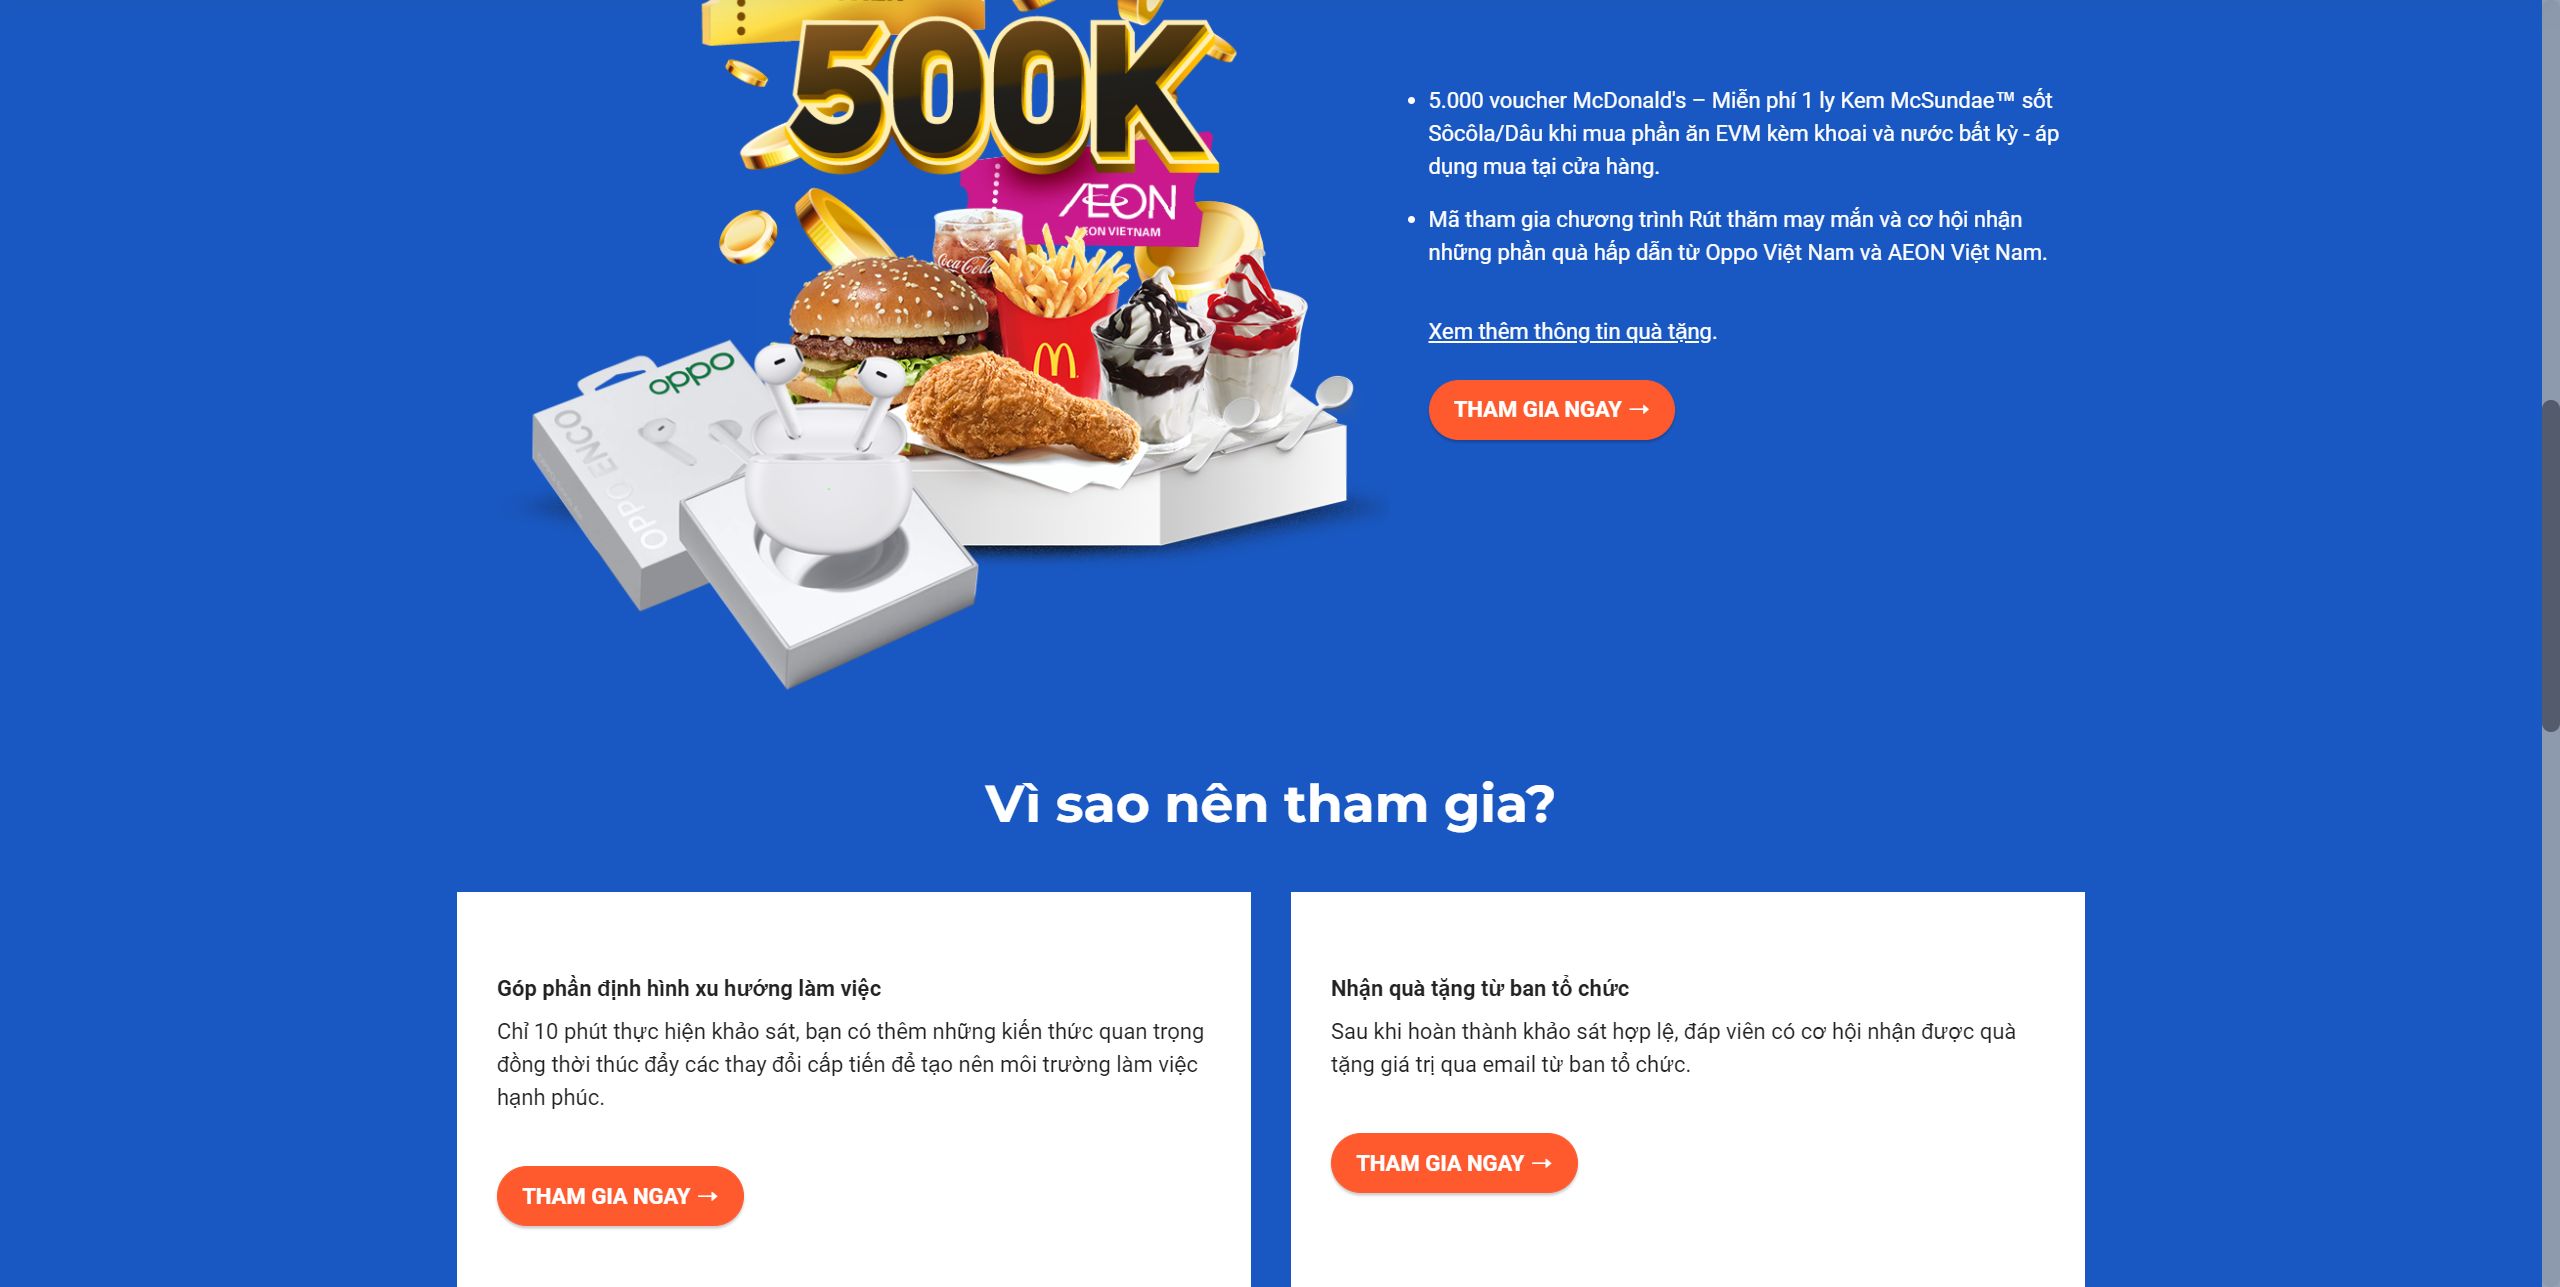 500K
5.000 voucher McDonald's – Miễn phí 1 ly Kem McSundae™ sốt
Sôcôla/Dâu khi mua phần ăn EVM kèm khoai và nước bất kỳ - áp
dụng mua tại cửa hàng.
Mã tham gia chương trình Rút thăm may mắn và cơ hội nhận
những phần quà hấp dẫn từ Oppo Việt Nam và AEON Việt Nam.
Xem thêm thông tin quà tặng.
THAM GIA NGAY →
ÆON
AEON VIETNAM
Coca-Cola
oppo
OPPO ENCO
Vì sao nên tham gia?
Góp phần định hình xu hướng làm việc
Chỉ 10 phút thực hiện khảo sát, bạn có thêm những kiến thức quan trọng
đồng thời thúc đẩy các thay đổi cấp tiến để tạo nên môi trường làm việc
hạnh phúc.
THAM GIA NGAY →
Nhận quà tặng từ ban tổ chức
Sau khi hoàn thành khảo sát hợp lệ, đáp viên có cơ hội nhận được quà
tặng giá trị qua email từ ban tổ chức.
THAM GIA NGAY →